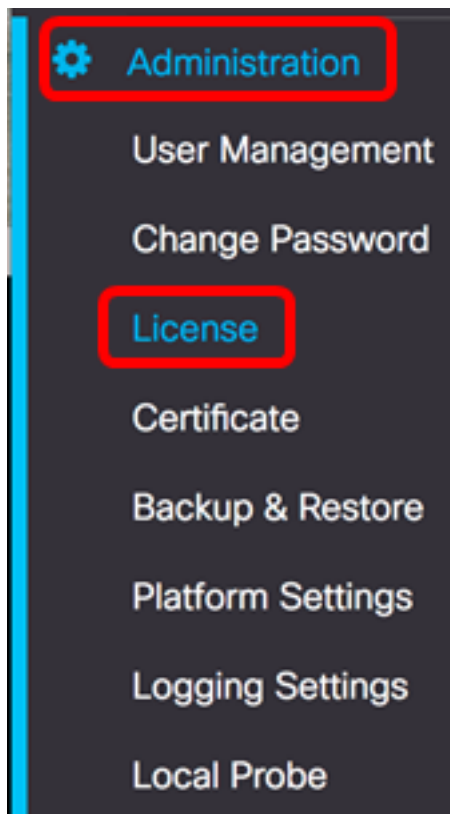 Administration
User Management
Change Password
License
Certificate
Backup & Restore
Platform Settings
Logging Settings
Local Probe